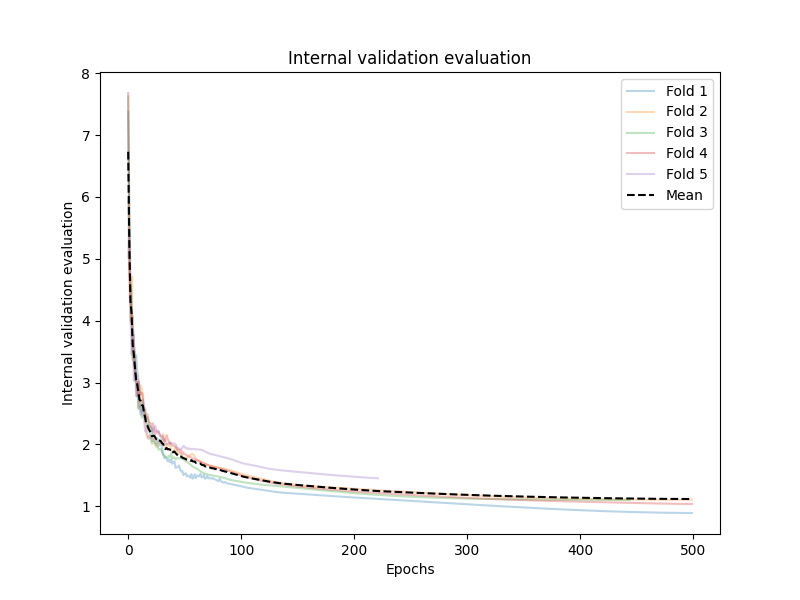 Internal validation evaluation
Fold 1
Fold 2
Fold 3
Fold 4
Fold 5
Mean
Internal validation evaluation
8
7
6
5
4
3
2
1
0 100 200 300 400 500
Epochs